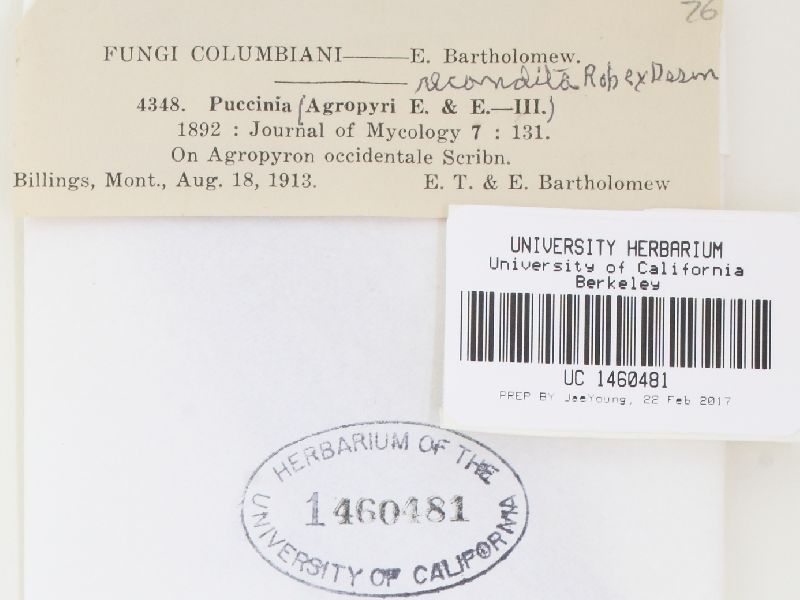 76
FUNGI COLUMBIANI——E. Bartholomew.
recondita Rob ex Desm
4348. Puccinia (Agropyri E. & E.—III.)
1892 : Journal of Mycology 7 : 131.
On Agropyron occidentale Scribn.
Billings, Mont., Aug. 18, 1913. E. T. & E. Bartholomew
UNIVERSITY HERBARIUM
University of California
Berkeley
UC 1460481
PREP BY JaeYoung, 22 Feb 2017
HERBARIUM OF THE
1460481
UNIVERSITY OF CALIFORNIA